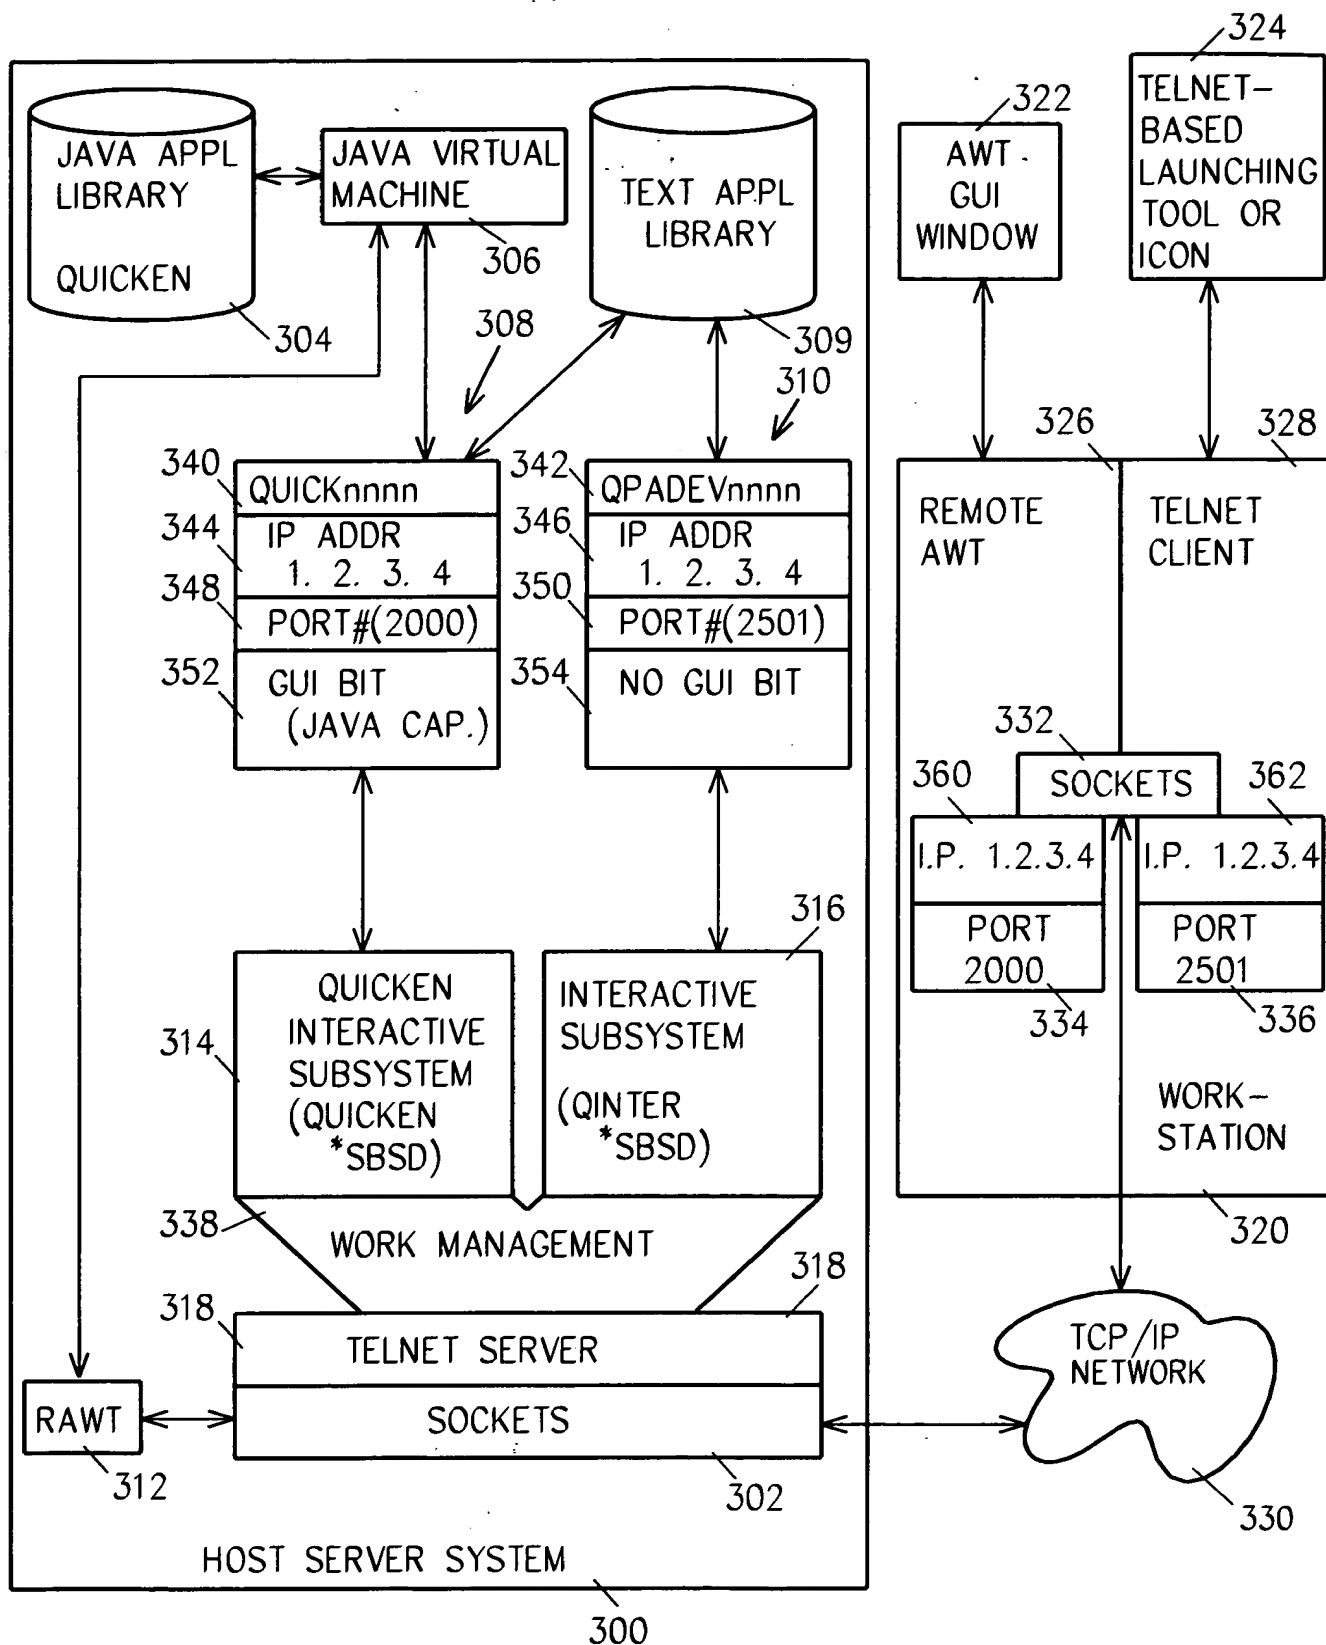 324
TELNET-
BASED
LAUNCHING
TOOL OR
ICON
322
AWT
GUI
WINDOW
JAVA APPL
LIBRARY
QUICKEN
304
JAVA VIRTUAL
MACHINE
306
TEXT APPL
LIBRARY
309
308
310
326
328
340
QUICKnnnn
344
IP ADDR
1. 2. 3. 4
348
PORT#(2000)
352
GUI BIT
(JAVA CAP.)
342
QPADEVnnnn
346
IP ADDR
1. 2. 3. 4
350
PORT#(2501)
354
NO GUI BIT
REMOTE
AWT
TELNET
CLIENT
332
SOCKETS
360
I.P. 1.2.3.4
PORT
2000
334
362
I.P. 1.2.3.4
PORT
2501
336
WORK-
STATION
320
314
QUICKEN
INTERACTIVE
SUBSYSTEM
(QUICKEN
*SBSD)
316
INTERACTIVE
SUBSYSTEM
(QINTER
*SBSD)
338
WORK MANAGEMENT
318
318
TELNET SERVER
RAWT
312
SOCKETS
302
TCP/IP
NETWORK
330
HOST SERVER SYSTEM
300